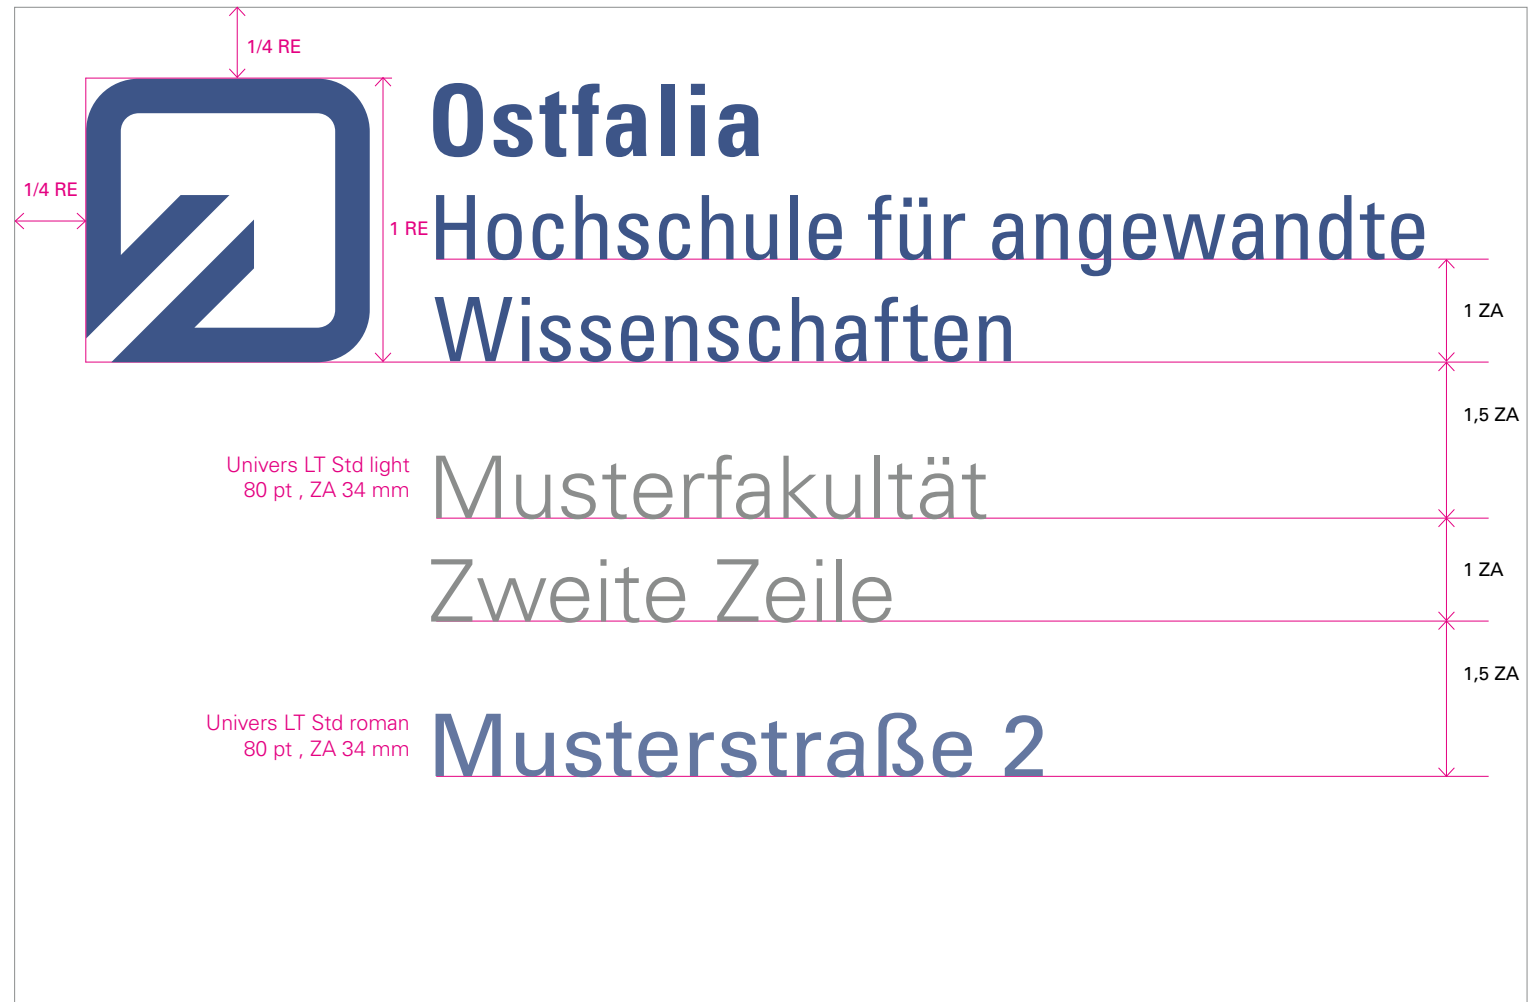 1/4 RE
Ostfalia
1/4 RE
1 RE
Hochschule für angewandte
Wissenschaften
1 ZA
1,5 ZA
Univers LT Std light
80 pt , ZA 34 mm
Musterfakultät
Zweite Zeile
1 ZA
1,5 ZA
Univers LT Std roman
80 pt , ZA 34 mm
Musterstraße 2